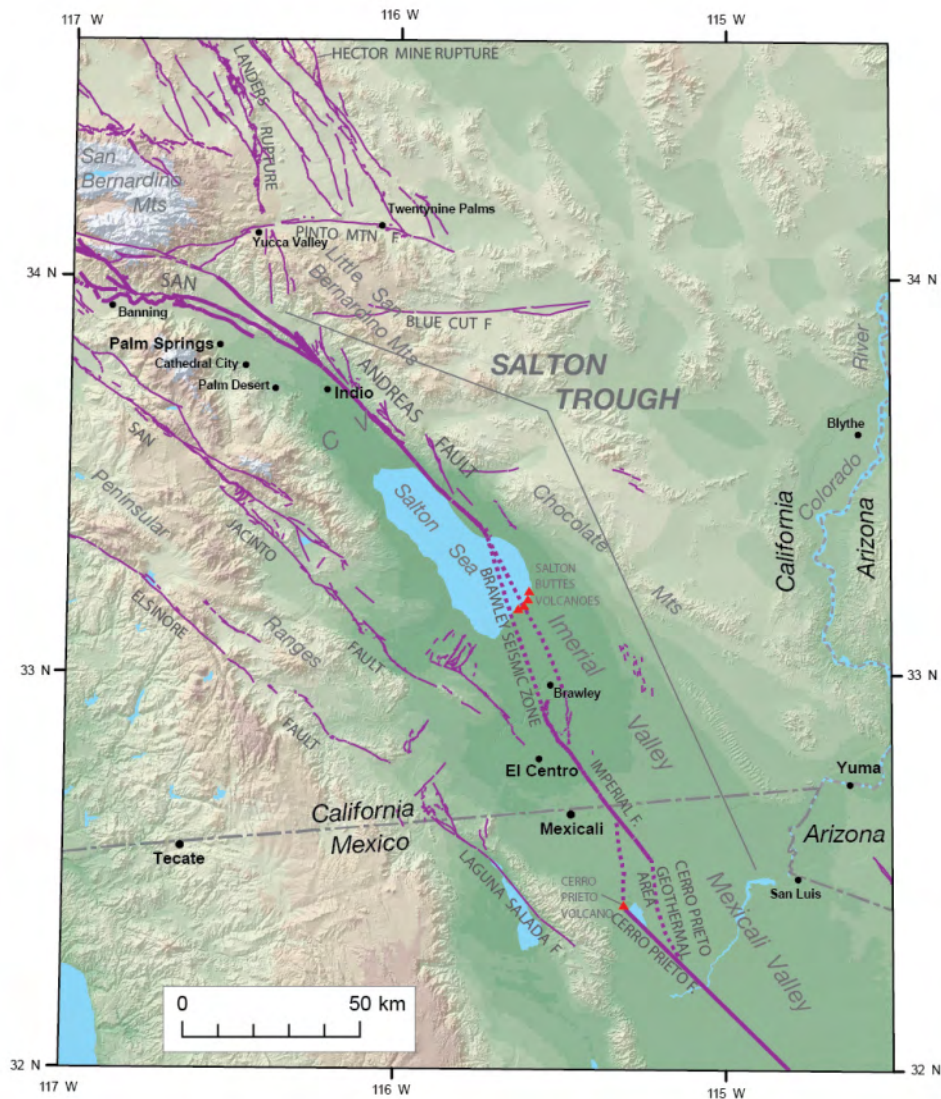 117 W
116 W
115 W
HECTOR MINE RUPTURE
LANDERS
RUPTURE
San
Bernardino
Mts
Twentynine Palms
PINTO MTN F
Yucca Valley
34 N
34 N
SAN
Little San
Bernardino Mts
BLUE CUT F
Banning
Palm Springs
Cathedral City
Palm Desert
Indio
ANDREAS
FAULT
SALTON
TROUGH
River
Blythe
Colorado
C V
SAN
JACINTO
FAULT
Peninsular
Ranges
ELSINORE
FAULT
Salton
Sea
Chocolate
Mts
California
Arizona
SALTON
BUTTES
VOLCANOES
BRAWLEY SEISMIC ZONE
Imerial
Valley
33 N
33 N
Brawley
El Centro
IMPERIAL F.
Yuma
California
Mexico
Mexicali
Arizona
Tecate
San Luis
LAGUNA SALADA F
CERRO
PRIETO
VOLCANO
CERRO PRIETO
GEOTHERMAL
AREA
CERRO PRIETO F.
Mexicali
Valley
0 50 km
32 N
32 N
117 W
116 W
115 W